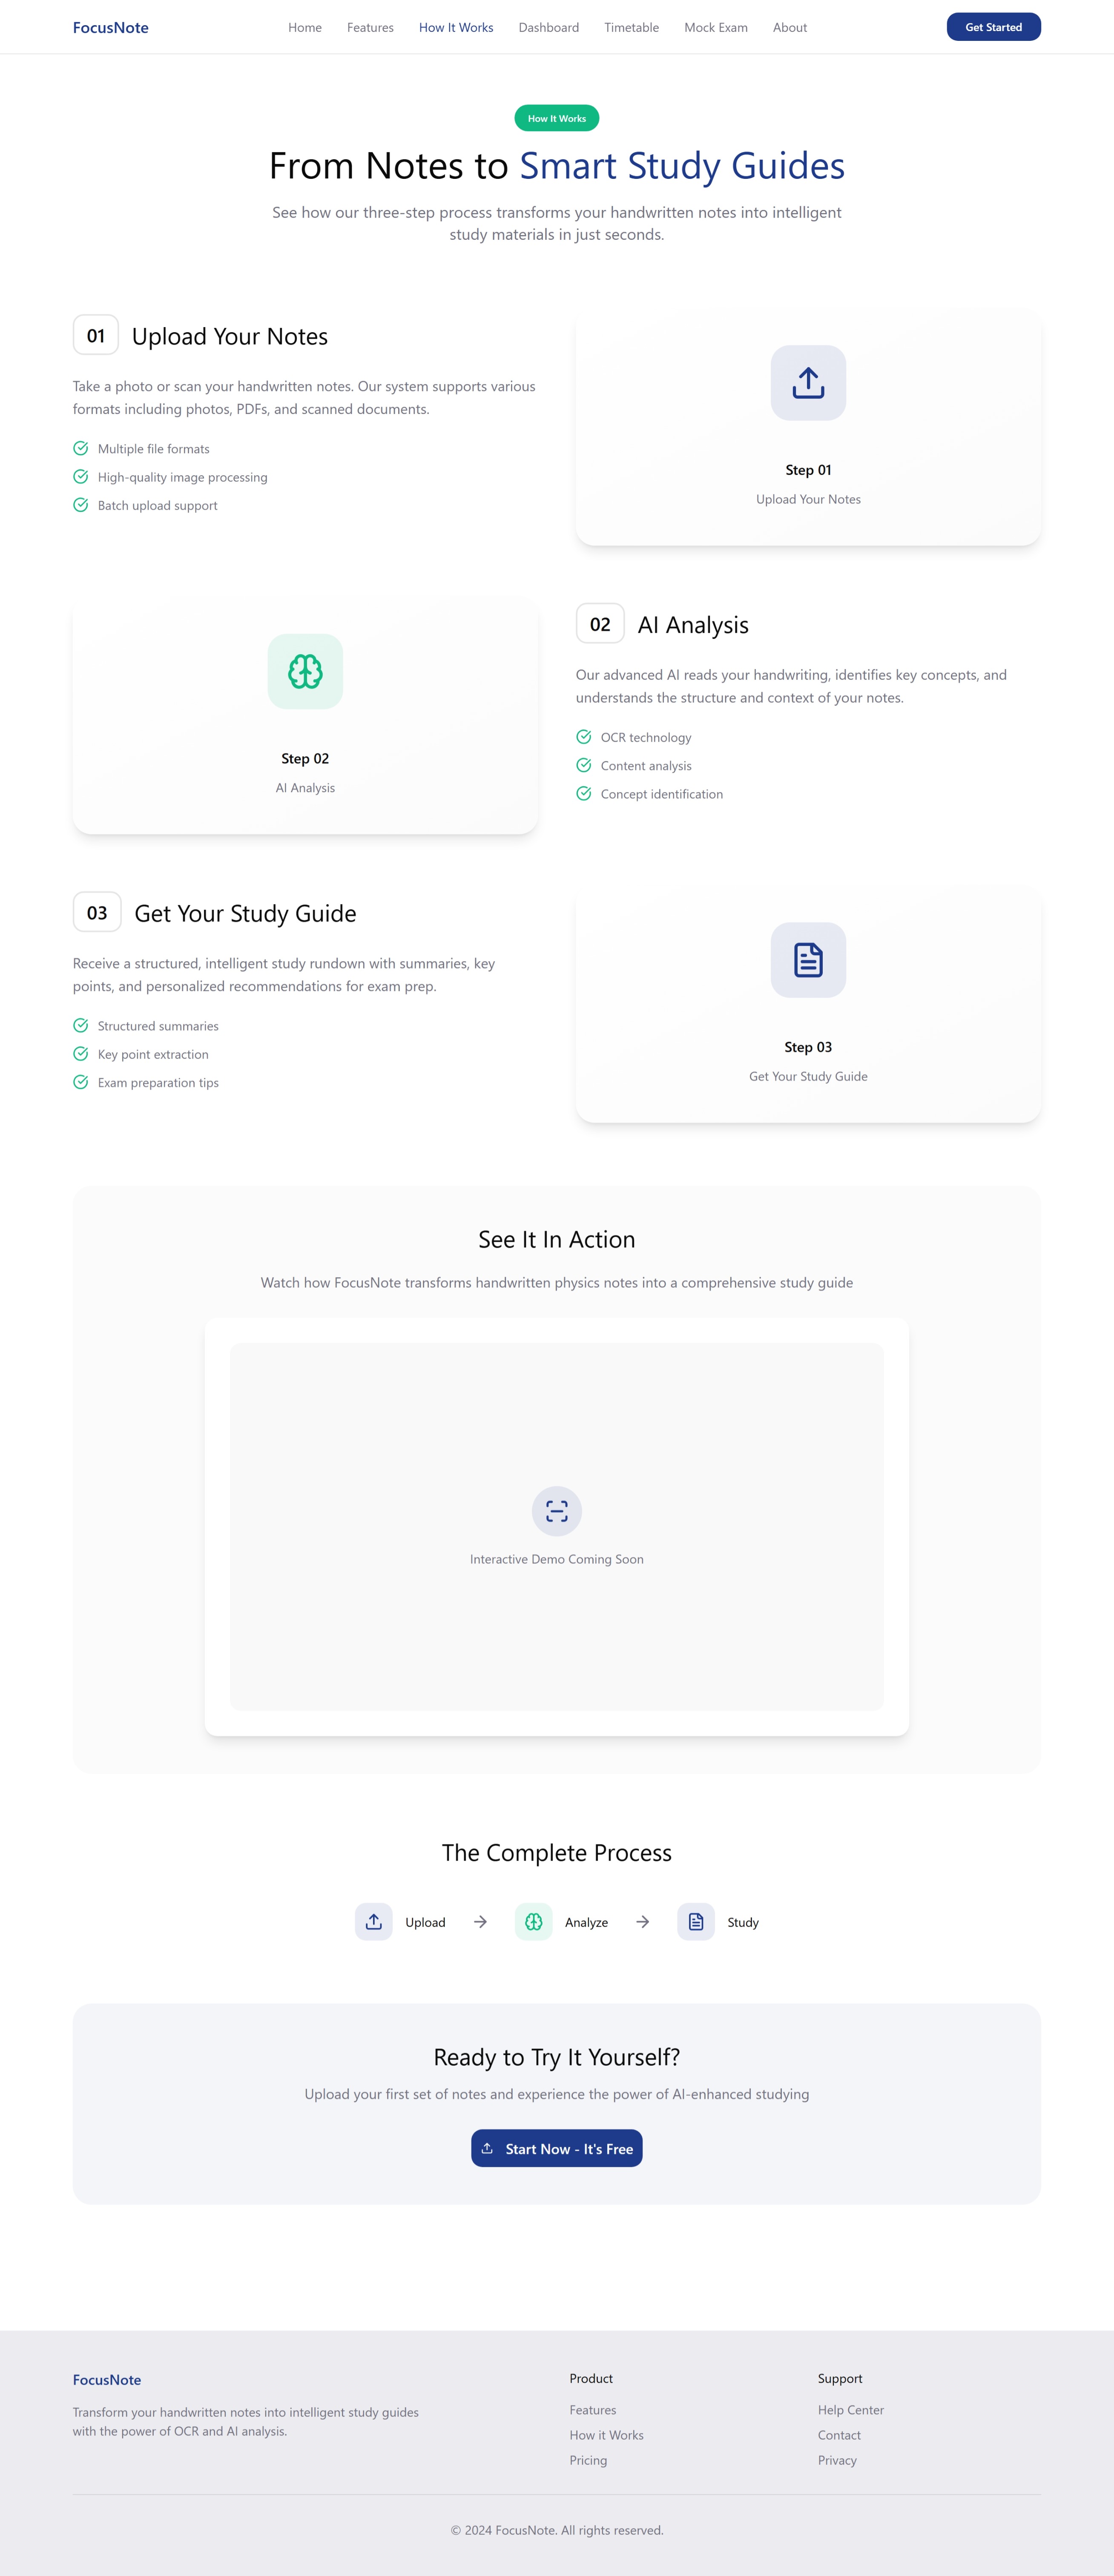 FocusNote
Home
Features
How It Works
Dashboard
Timetable
Mock Exam
About
Get Started
How It Works
From Notes to Smart Study Guides
See how our three-step process transforms your handwritten notes into intelligent
study materials in just seconds.
01
Upload Your Notes
Take a photo or scan your handwritten notes. Our system supports various
formats including photos, PDFs, and scanned documents.
Multiple file formats
High-quality image processing
Batch upload support
Step 01
Upload Your Notes
Step 02
AI Analysis
02
AI Analysis
Our advanced AI reads your handwriting, identifies key concepts, and
understands the structure and context of your notes.
OCR technology
Content analysis
Concept identification
03
Get Your Study Guide
Receive a structured, intelligent study rundown with summaries, key
points, and personalized recommendations for exam prep.
Structured summaries
Key point extraction
Exam preparation tips
Step 03
Get Your Study Guide
See It In Action
Watch how FocusNote transforms handwritten physics notes into a comprehensive study guide
Interactive Demo Coming Soon
The Complete Process
Upload
Analyze
Study
Ready to Try It Yourself?
Upload your first set of notes and experience the power of AI-enhanced studying
Start Now - It's Free
FocusNote
Transform your handwritten notes into intelligent study guides
with the power of OCR and AI analysis.
Product
Features
How it Works
Pricing
Support
Help Center
Contact
Privacy
© 2024 FocusNote. All rights reserved.